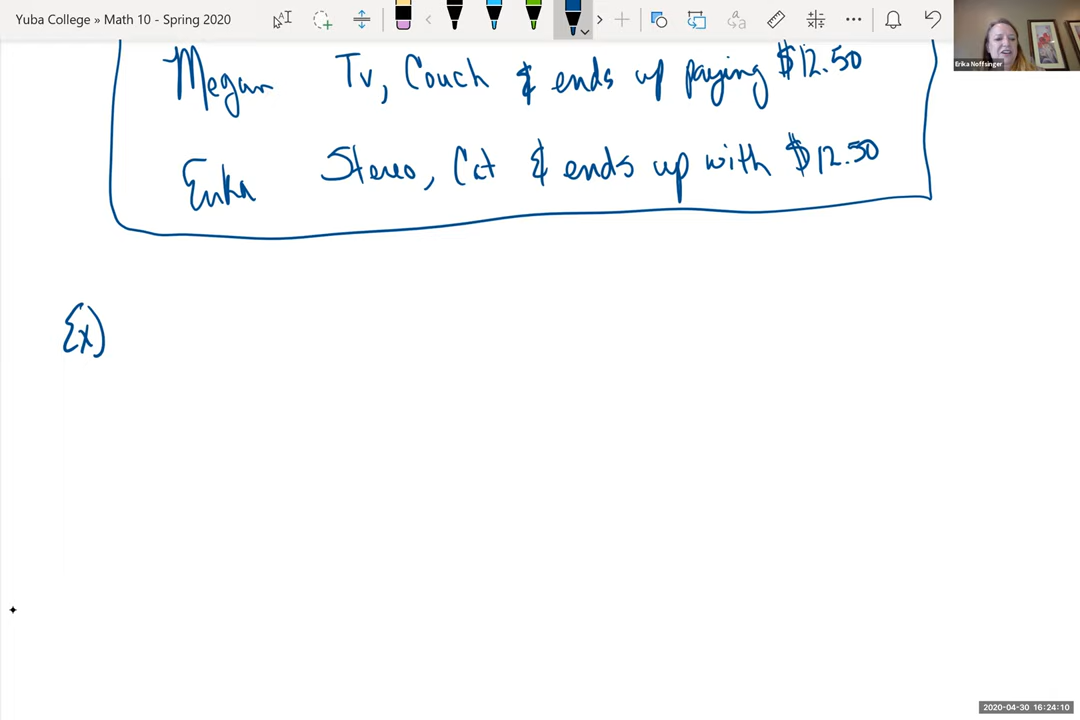 Yuba College » Math 10 - Spring 2020
Erika Noffsinger
Megan Tv, Couch & ends up paying $12.50
Erika Stereo, Cat & ends up with $12.50
Ex)
2020-04-30 16:24:10